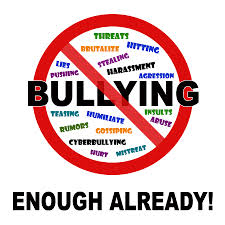 THREATS
BRUTALIZE HITTING
LIES STEALING
PUSHING HARASSMENT
AGRESSION
BULLYING
TEASING HUMILIATE INSULTS
RUMORS GOSSIPING ABUSE
CYBERBULLYING
HURT MISTREAT
ENOUGH ALREADY!